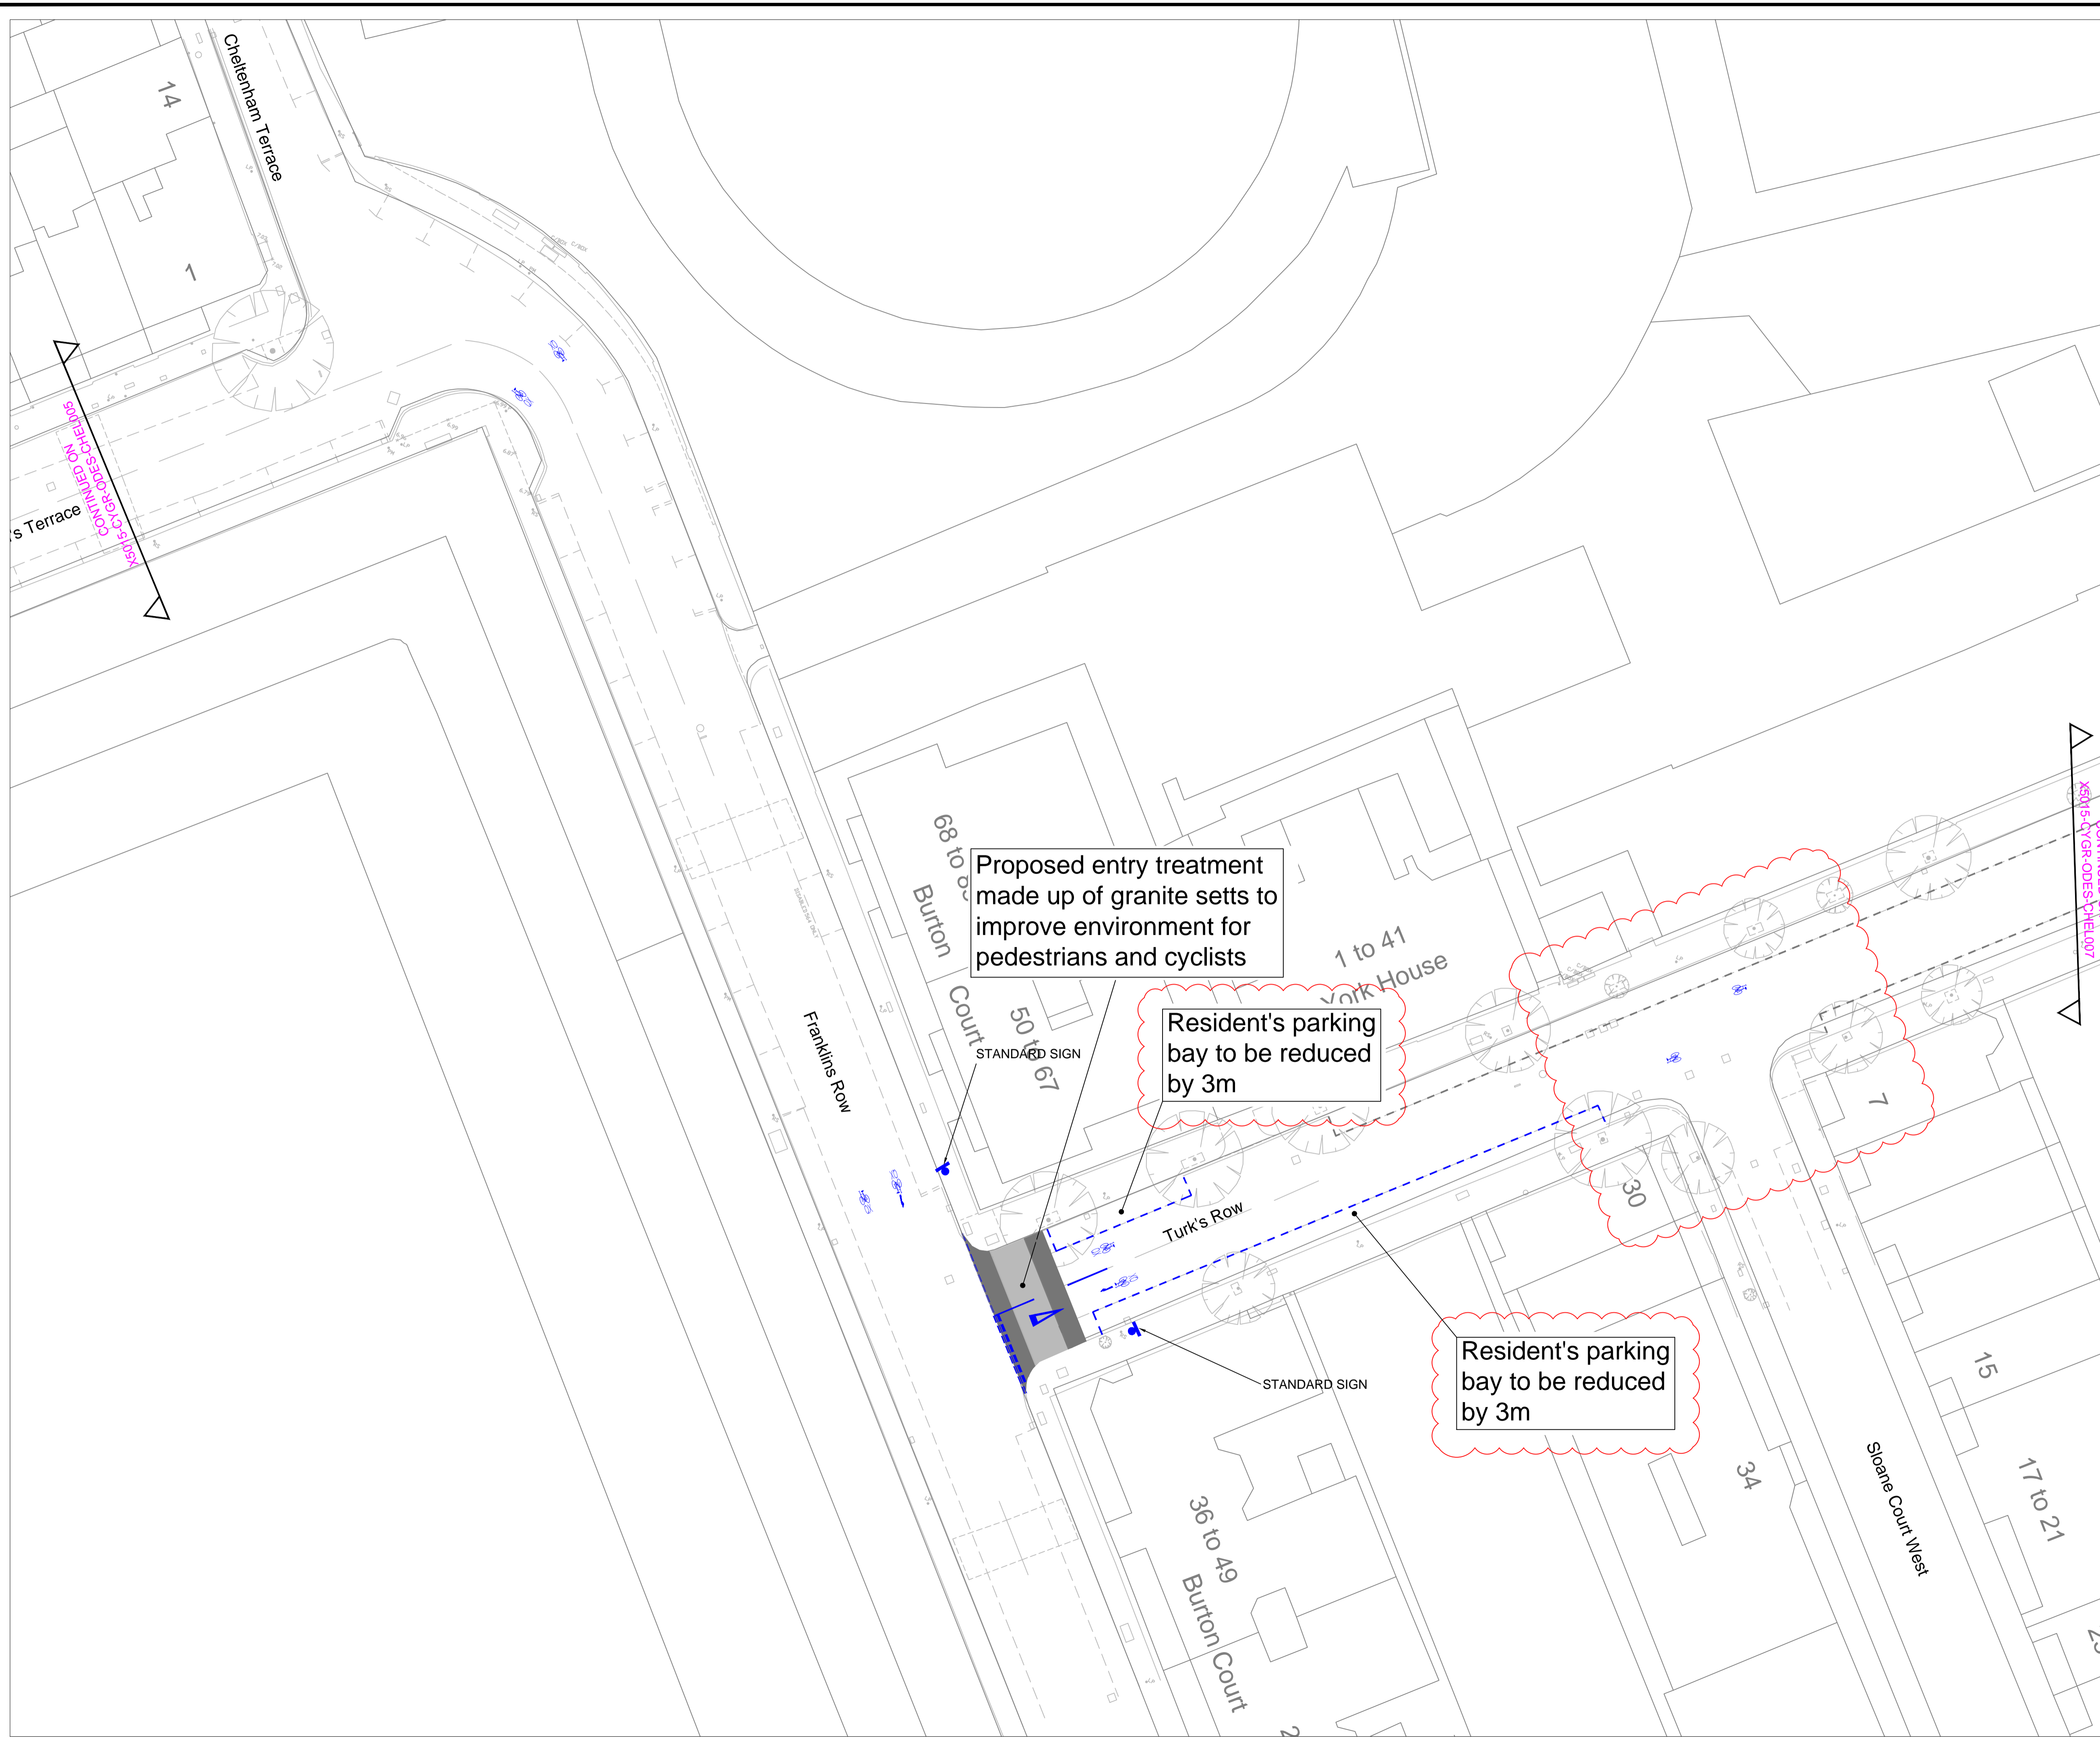 Cheltenham Terrace
14
1
X5015-CYGR-ODES-CHEL005
CONTINUED ON
's Terrace
C/BOX C/BOX
Franklins Row
68 to
Burton
Court
50 to 67
Proposed entry treatment
made up of granite setts to
improve environment for
pedestrians and cyclists
1 to 41
York House
Resident's parking
bay to be reduced
by 3m
STANDARD SIGN
Turk's Row
STANDARD SIGN
Resident's parking
bay to be reduced
by 3m
30
7
X5015-CYGR-ODES-CHEL007
15
34
Sloane Court West
17 to 21
36 to 49
Burton Court